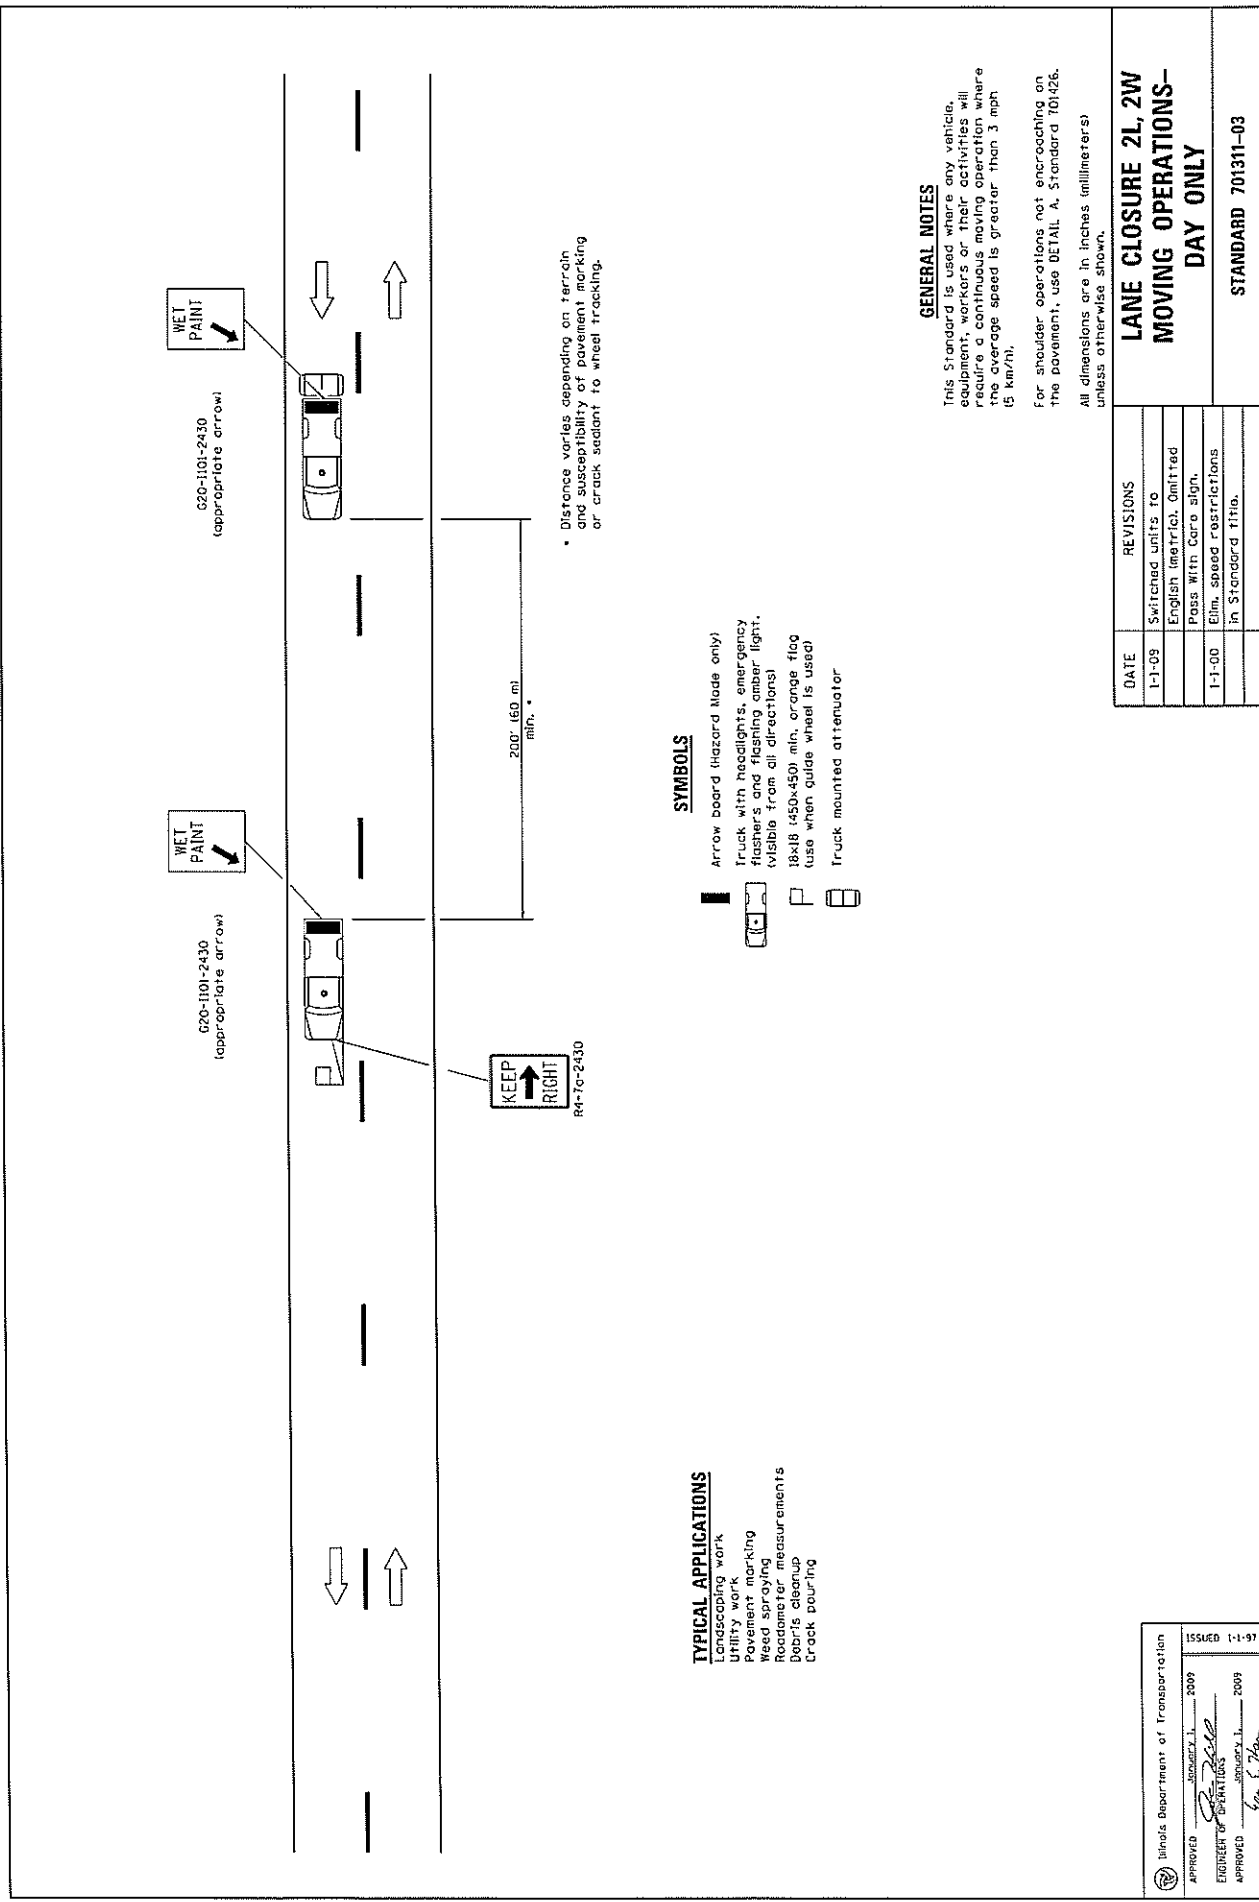 WET
PAINT
G20-I101-2430
(appropriate arrow)
WET
PAINT
G20-I101-2430
(appropriate arrow)
KEEP
RIGHT
R4-7a-2430
200' (60 m)
min. •
• Distance varies depending on terrain
and susceptibility of pavement marking
or crack sealant to wheel tracking.
TYPICAL APPLICATIONS
Landscaping work
Utility work
Pavement marking
Weed spraying
Roadometer measurements
Debris cleanup
Crack pouring
SYMBOLS
Arrow board (Hazard Mode only)
Truck with headlights, emergency
flashers and flashing amber light.
(visible from all directions)
18x18 (450x450) min. orange flag
(use when guide wheel is used)
Truck mounted attenuator
GENERAL NOTES
This Standard is used where any vehicle,
equipment, workers or their activities will
require a continuous moving operation where
the average speed is greater than 3 mph
(5 km/h).
For shoulder operations not encroaching on
the pavement, use DETAIL A, Standard 701426.
All dimensions are in inches (millimeters)
unless otherwise shown.
Illinois Department of Transportation
APPROVED January 1, 2009
ENGINEER OF OPERATIONS
APPROVED January 1, 2009
ISSUED 1-1-97
DATE REVISIONS
1-1-09 Switched units to
English (metric). Omitted
Pass With Care sign.
1-1-00 Elim. speed restrictions
in Standard title.
LANE CLOSURE 2L, 2W
MOVING OPERATIONS–
DAY ONLY
STANDARD 701311–03